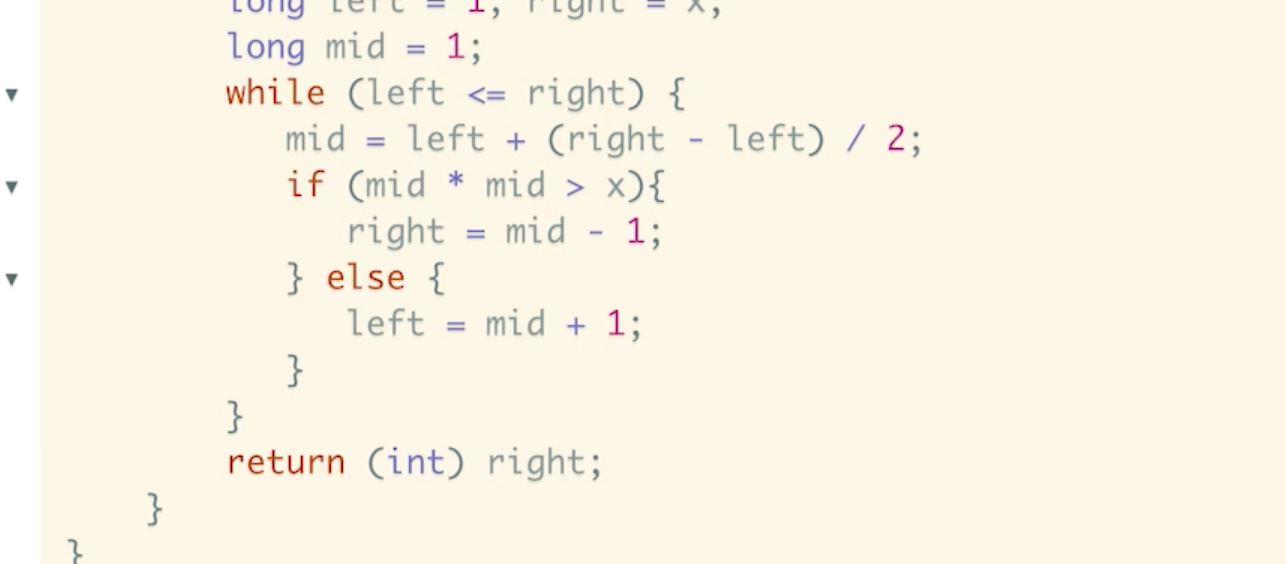 long left = 1, right = x;
long mid = 1;
while (left <= right) {
mid = left + (right - left) / 2;
if (mid * mid > x){
right = mid - 1;
} else {
left = mid + 1;
}
}
return (int) right;
}
}